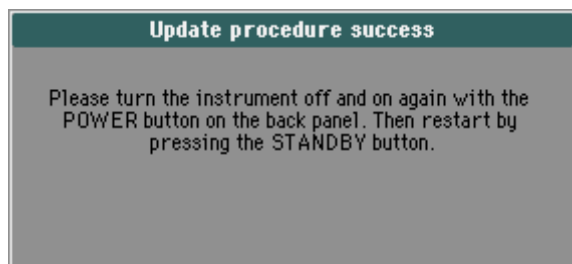 Update procedure success
Please turn the instrument off and on again with the
POWER button on the back panel. Then restart by
pressing the STANDBY button.